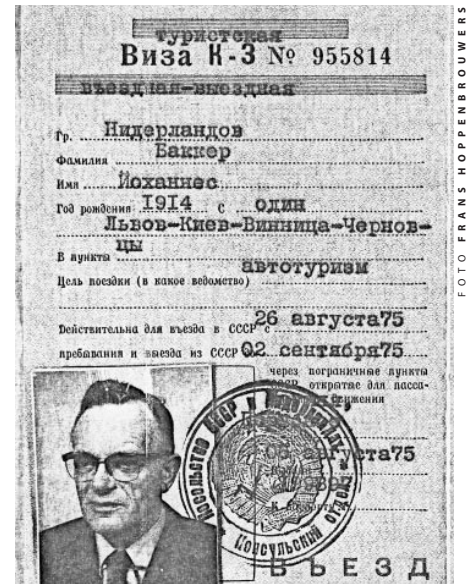 туристская
Виза К-3 № 955814
въездная-выездная
Гр. Нидерландов
Фамилия Баккер
Имя Йоханнес
Год рождения 1914 с один
Львов-Киев-Винница-Чернов-
цы
В пункты
автотуризм
Цель поездки (в какое ведомство)
Действительна для въезда в СССР с 26 августа75
пребывания и выезда из СССР 02 сентября75
через пограничные пункты
СССР открытые для пасса-
движения
августа75
Консульский отдел
ВЪЕЗД
FOTO FRANS HOPPENBROUWERS